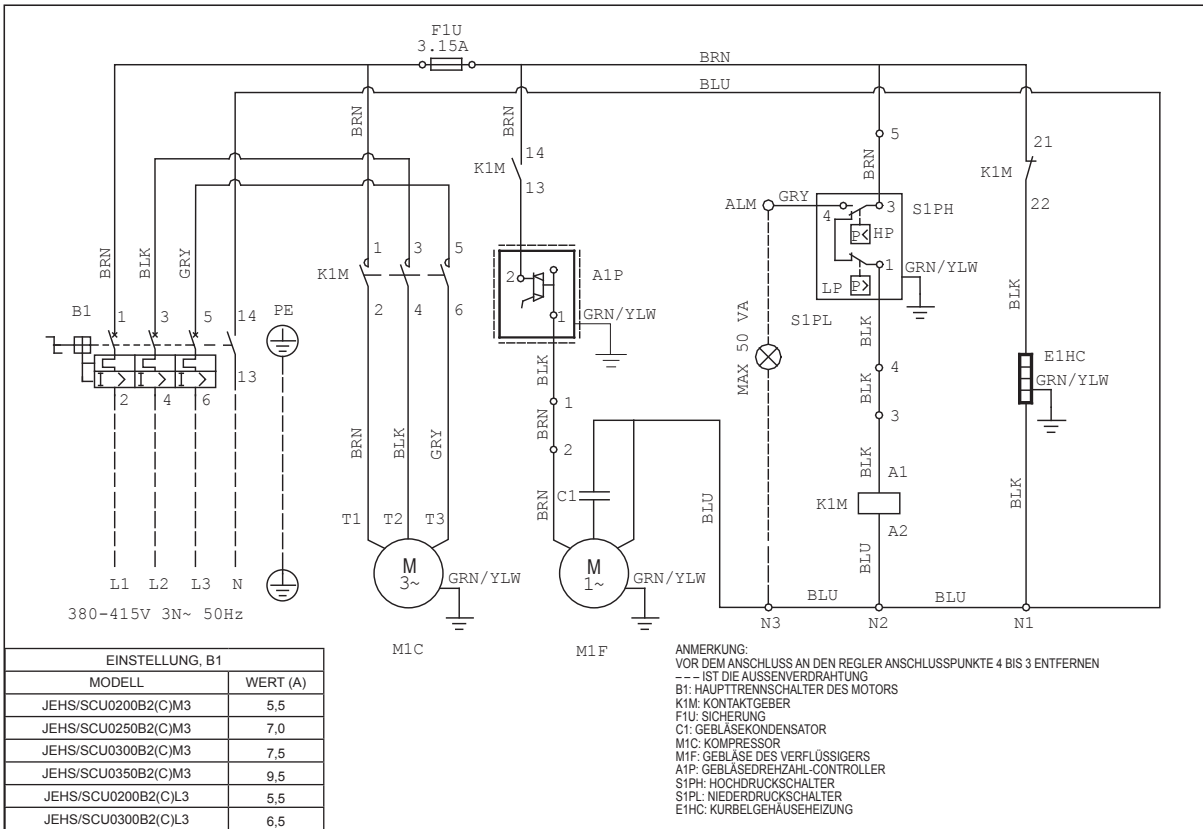 F1U
3.15A
BRN
BLU
BRN
BRN
5
14
K1M
13
BRN
21
K1M
22
ALM
GRY
4
3
S1PH
P<
HP
1
LP
P>
GRN/YLW
S1PL
BRN
BLK
GRY
B1
1
3
5
14
PE
13
I >
I >
I >
2
4
6
1
3
5
K1M
2
4
6
2
A1P
1
GRN/YLW
BLK
1
BRN
2
BRN
C1
BLU
MAX 50 VA
BLK
4
BLK
3
BLK
A1
K1M
A2
BLU
BLK
E1HC
GRN/YLW
BLK
BRN
BLK
GRY
T1
T2
T3
M
3~
GRN/YLW
M1C
M
1~
GRN/YLW
M1F
L1
L2
L3
N
380-415V 3N~ 50Hz
BLU
BLU
N3
N2
N1
EINSTELLUNG, B1
MODELL WERT (A)
JEHS/SCU0200B2(C)M3 5,5
JEHS/SCU0250B2(C)M3 7,0
JEHS/SCU0300B2(C)M3 7,5
JEHS/SCU0350B2(C)M3 9,5
JEHS/SCU0200B2(C)L3 5,5
JEHS/SCU0300B2(C)L3 6,5
ANMERKUNG:
VOR DEM ANSCHLUSS AN DEN REGLER ANSCHLUSSPUNKTE 4 BIS 3 ENTFERNEN
– – – IST DIE AUSSENVERDRAHTUNG
B1: HAUPTTRENNSCHALTER DES MOTORS
K1M: KONTAKTGEBER
F1U: SICHERUNG
C1: GEBLÄSEKONDENSATOR
M1C: KOMPRESSOR
M1F: GEBLÄSE DES VERFLÜSSIGERS
A1P: GEBLÄSEDREHZAHL-CONTROLLER
S1PH: HOCHDRUCKSCHALTER
S1PL: NIEDERDRUCKSCHALTER
E1HC: KURBELGEHÄUSEHEIZUNG